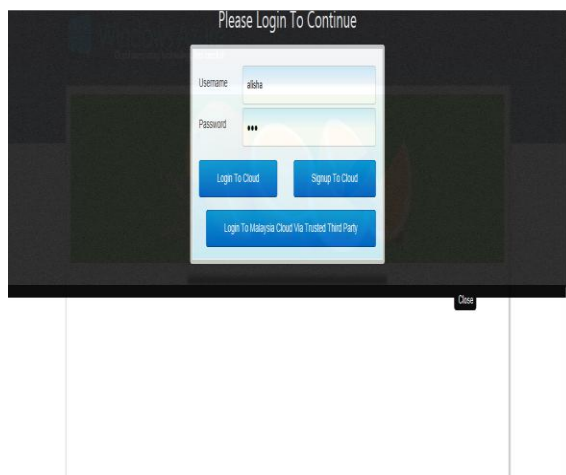 Please Login To Continue
Username
alisha
Password
•••
Login To Cloud
Signup To Cloud
Login To Malaysia Cloud Via Trusted Third Party
Close